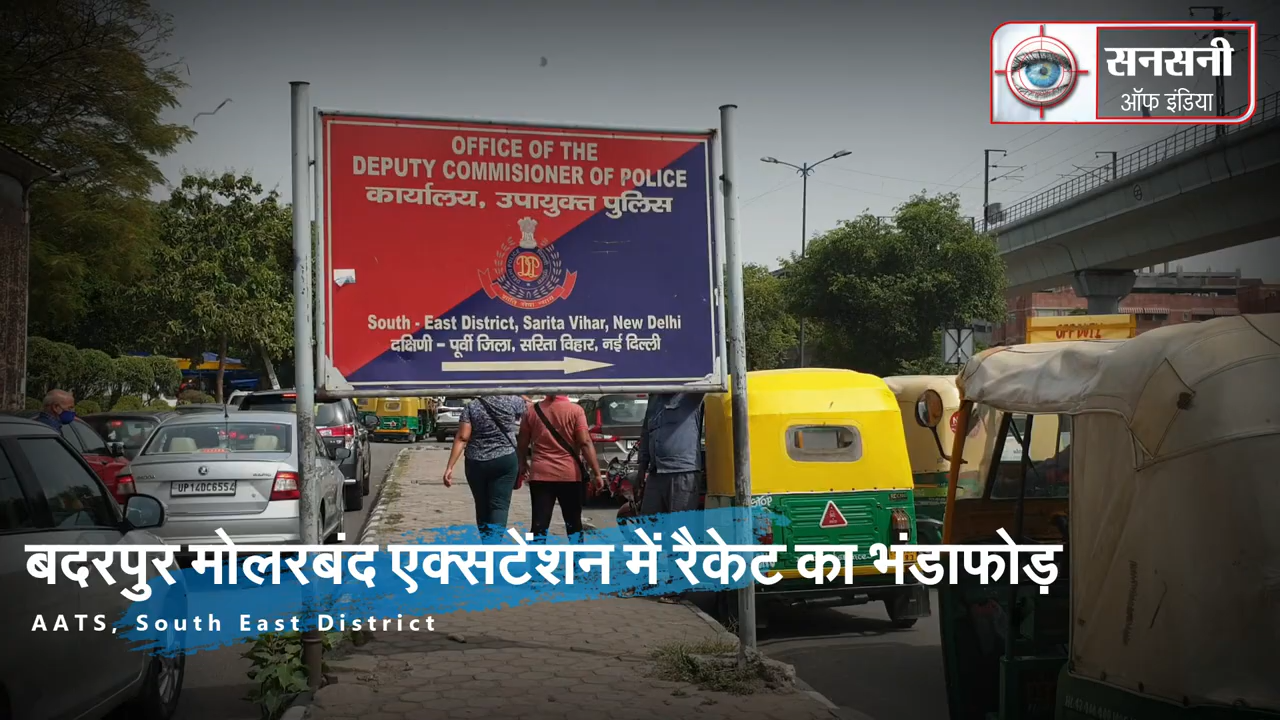 सनसनी
ऑफ इंडिया
OFFICE OF THE
DEPUTY COMMISIONER OF POLICE
कार्यालय, उपायुक्त पुलिस
DP
South - East District, Sarita Vihar, New Delhi
दक्षिणी – पूर्वी जिला, सरिता विहार, नई दिल्ली
UP14DC6554
बदरपुर मोलरबंद एक्सटेंशन में रैकेट का भंडाफोड़
AATS, South East District